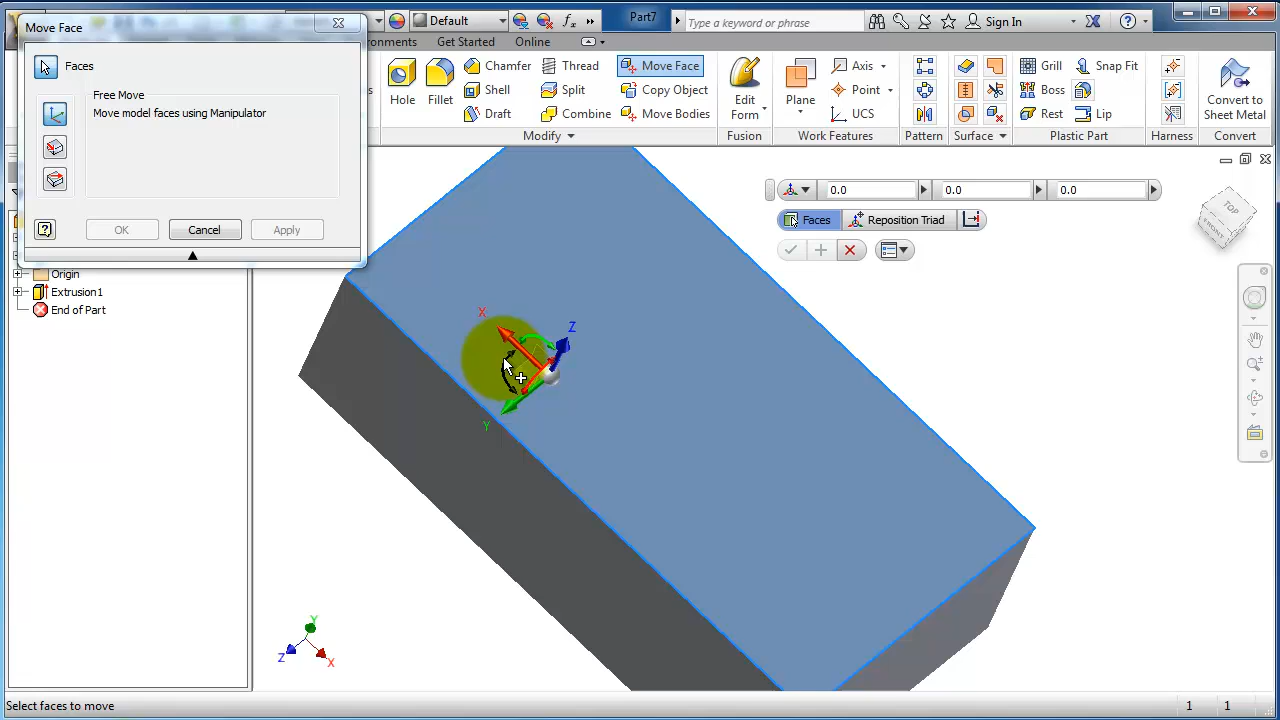 Move Face
Default
Part7
Type a keyword or phrase
Sign In
Get Started
Online
Faces
Free Move
Move model faces using Manipulator
OK
Cancel
Apply
Hole
Fillet
Chamfer
Shell
Draft
Thread
Split
Combine
Move Face
Copy Object
Move Bodies
Modify
Edit
Form
Fusion
Plane
Axis
Point
UCS
Work Features
Pattern
Surface
Grill
Boss
Rest
Snap Fit
Lip
Plastic Part
Harness
Convert to
Sheet Metal
Convert
0.0
0.0
0.0
Faces
Reposition Triad
TOP
FRONT
Origin
Extrusion1
End of Part
X
Z
Y
Y
Z
X
Select faces to move
1
1